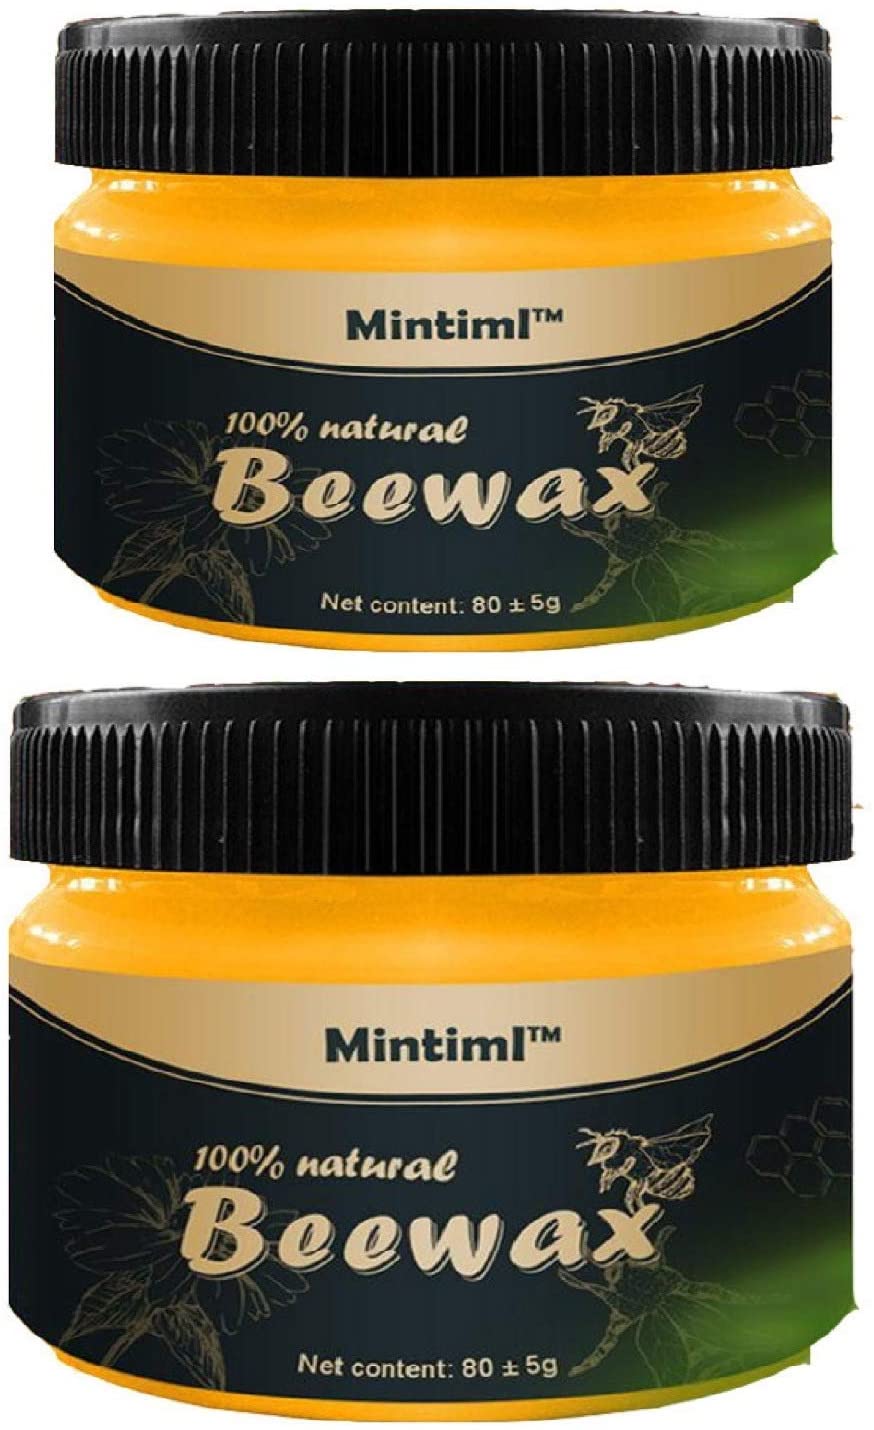 Mintiml™
100% natural
Beewax
Net content: 80 ± 5g
Mintiml™
100% natural
Beewax
Net content: 80 ± 5g